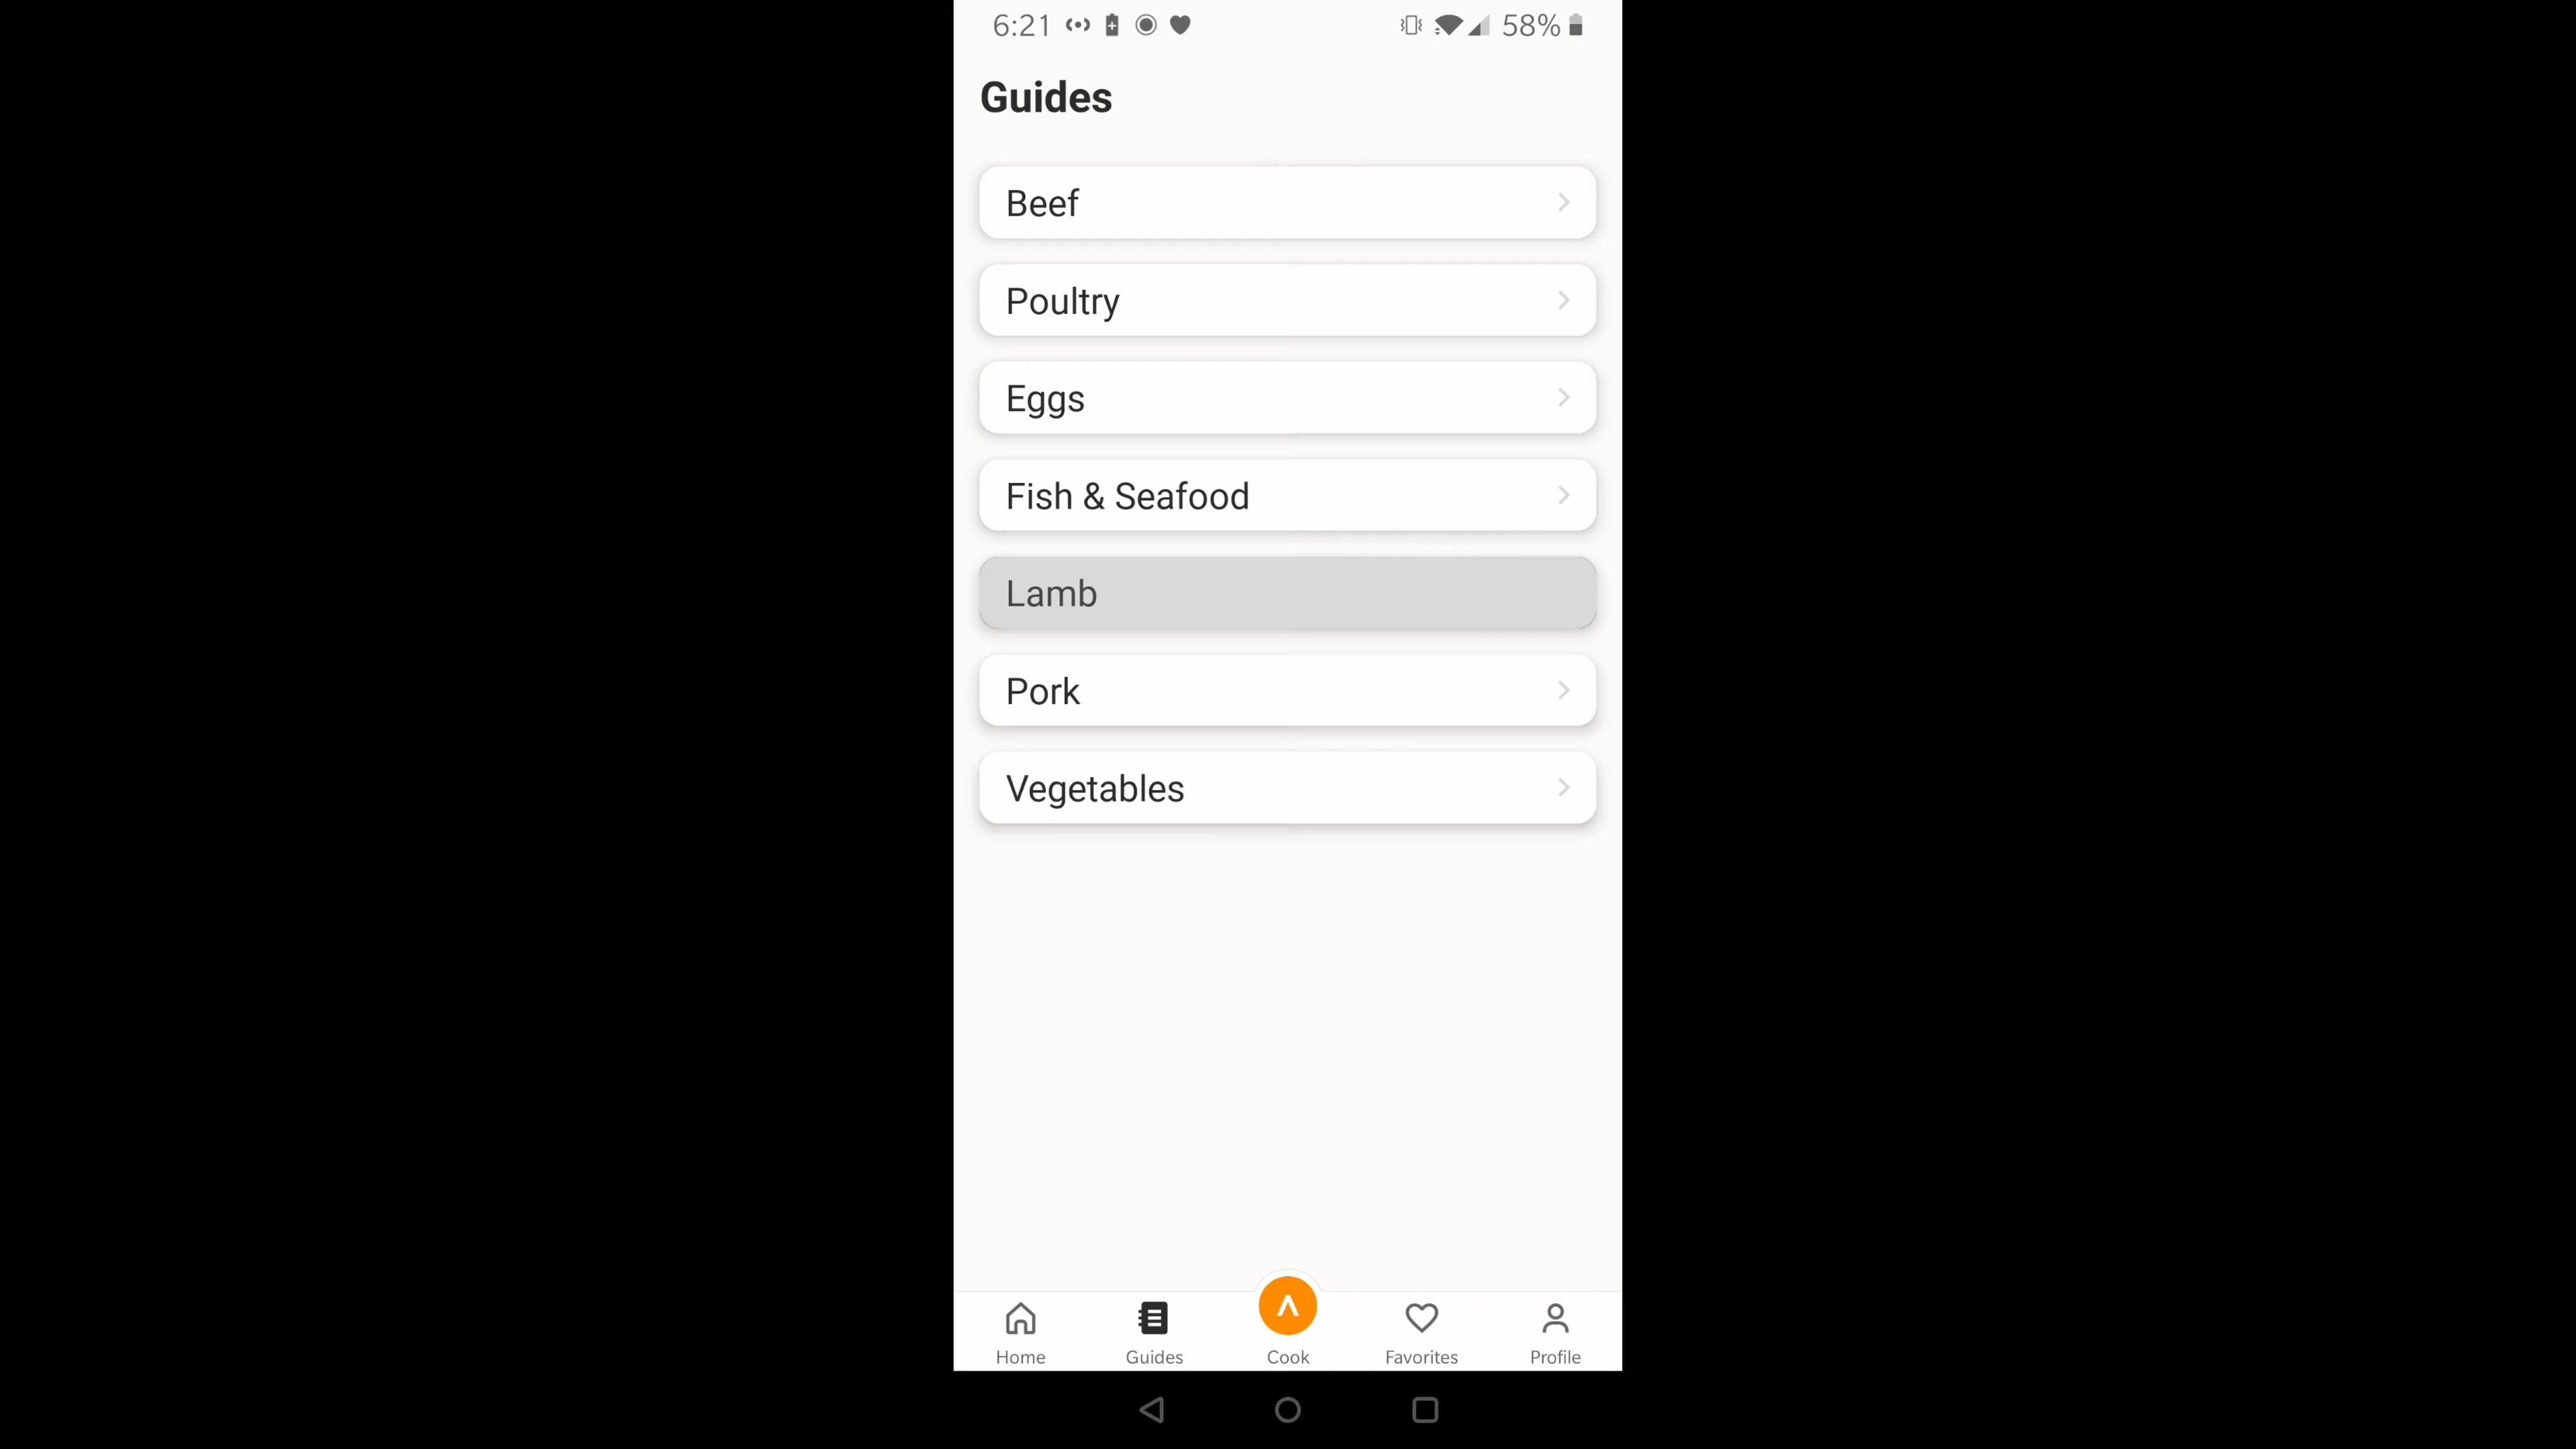 6:21 58%
Guides
Beef
Poultry
Eggs
Fish & Seafood
Lamb
Pork
Vegetables
Home Guides Cook Favorites Profile